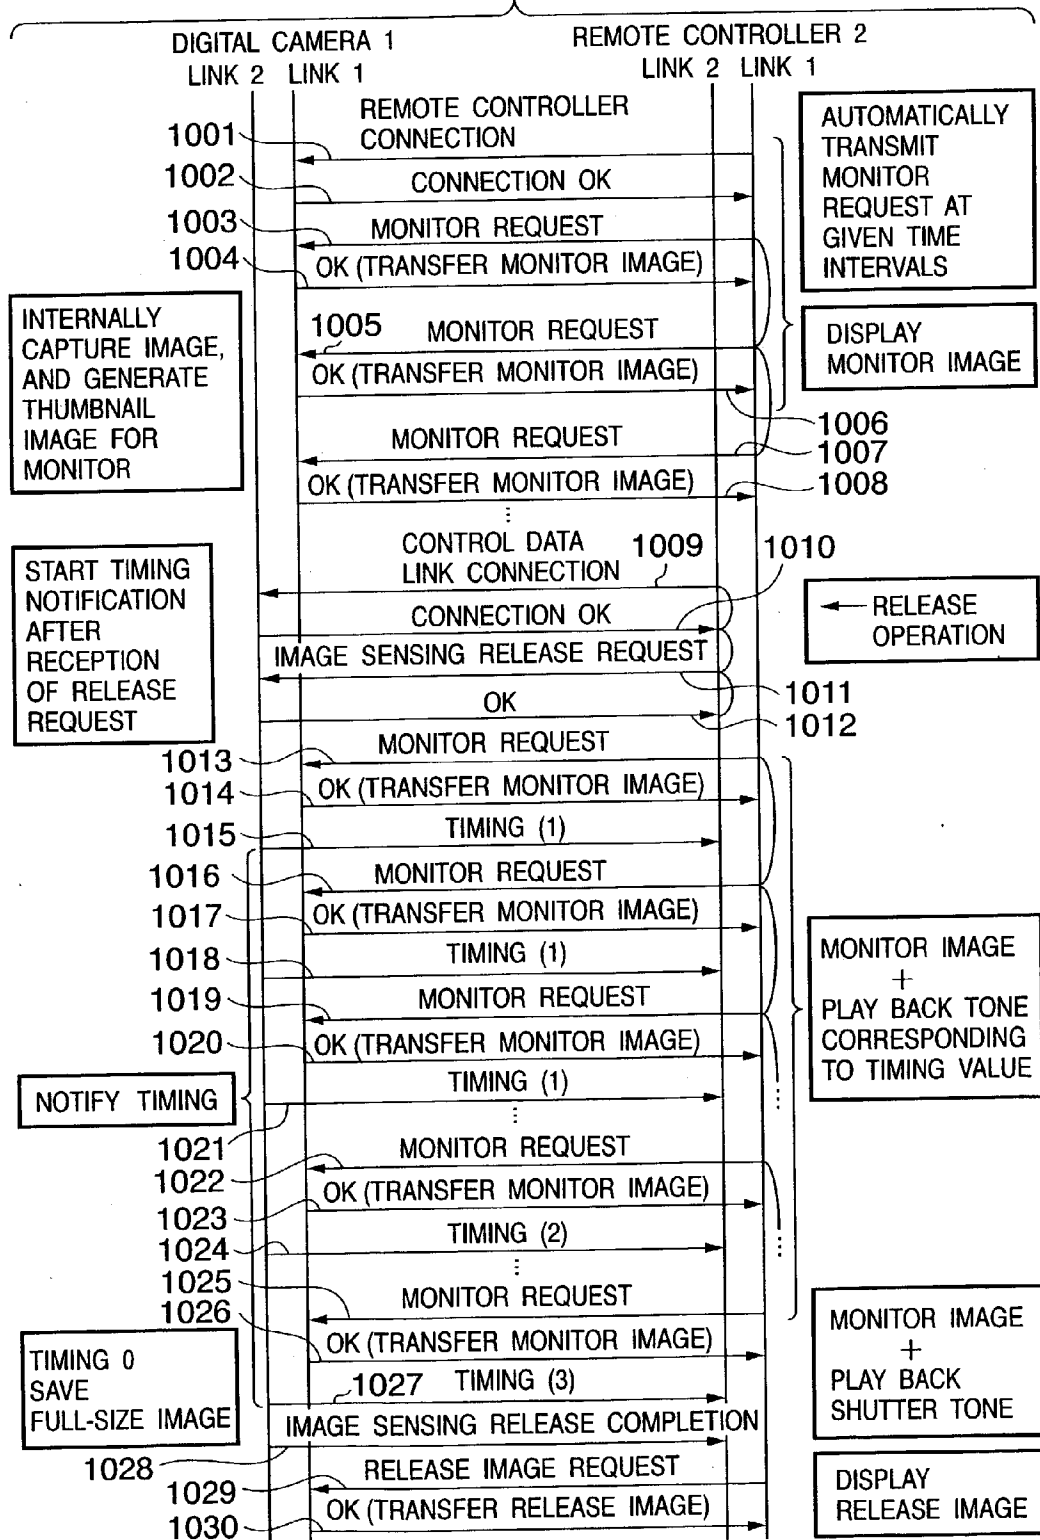 DIGITAL CAMERA 1
REMOTE CONTROLLER 2
LINK 2 LINK 1
LINK 2 LINK 1
REMOTE CONTROLLER
CONNECTION
1001
AUTOMATICALLY
TRANSMIT
MONITOR
REQUEST AT
GIVEN TIME
INTERVALS
1002
CONNECTION OK
1003
MONITOR REQUEST
1004
OK (TRANSFER MONITOR IMAGE)
INTERNALLY
CAPTURE IMAGE,
AND GENERATE
THUMBNAIL
IMAGE FOR
MONITOR
1005
MONITOR REQUEST
DISPLAY
MONITOR IMAGE
OK (TRANSFER MONITOR IMAGE)
1006
MONITOR REQUEST
1007
OK (TRANSFER MONITOR IMAGE)
1008
CONTROL DATA
LINK CONNECTION
1009
1010
START TIMING
NOTIFICATION
AFTER
RECEPTION
OF RELEASE
REQUEST
CONNECTION OK
RELEASE
OPERATION
IMAGE SENSING RELEASE REQUEST
1011
OK
1012
MONITOR REQUEST
1013
OK (TRANSFER MONITOR IMAGE)
1014
TIMING (1)
1015
MONITOR REQUEST
1016
OK (TRANSFER MONITOR IMAGE)
1017
TIMING (1)
1018
MONITOR REQUEST
1019
MONITOR IMAGE
+
PLAY BACK TONE
CORRESPONDING
TO TIMING VALUE
OK (TRANSFER MONITOR IMAGE)
1020
TIMING (1)
NOTIFY TIMING
1021
MONITOR REQUEST
1022
OK (TRANSFER MONITOR IMAGE)
1023
TIMING (2)
1024
1025
MONITOR REQUEST
1026
OK (TRANSFER MONITOR IMAGE)
MONITOR IMAGE
+
PLAY BACK
SHUTTER TONE
TIMING 0
SAVE
FULL-SIZE IMAGE
1027
TIMING (3)
IMAGE SENSING RELEASE COMPLETION
1028
RELEASE IMAGE REQUEST
1029
OK (TRANSFER RELEASE IMAGE)
1030
DISPLAY
RELEASE IMAGE